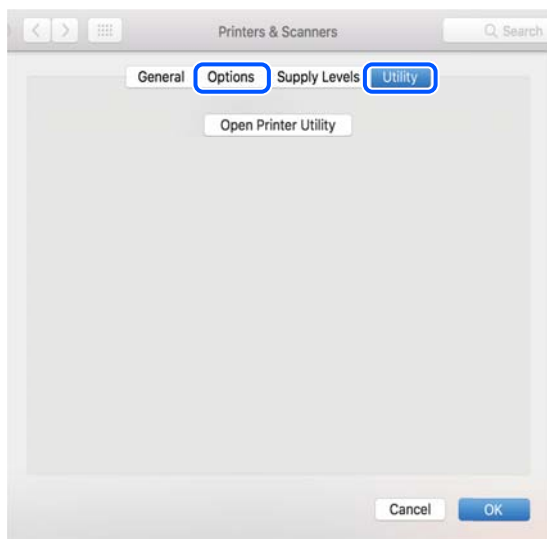 Printers & Scanners Search
General Options Supply Levels Utility
Open Printer Utility
Cancel OK